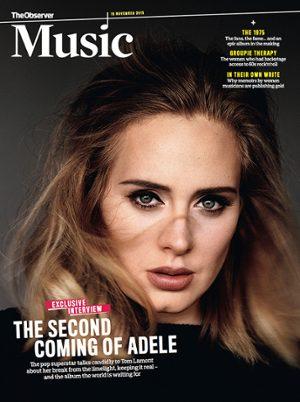 TheObserver
15 NOVEMBER 2015
Music
+
THE 1975
The fans, the fame... and an
epic album in the making
GROUPIE THERAPY
The women who had backstage
access to 60s rock'n'roll
IN THEIR OWN WRITE
Why memoirs by women
musicians are publishing gold
EXCLUSIVE
INTERVIEW
THE SECOND
COMING OF ADELE
The pop superstar talks candidly to Tom Lamont
about her break from the limelight, keeping it real –
and the album the world is waiting for